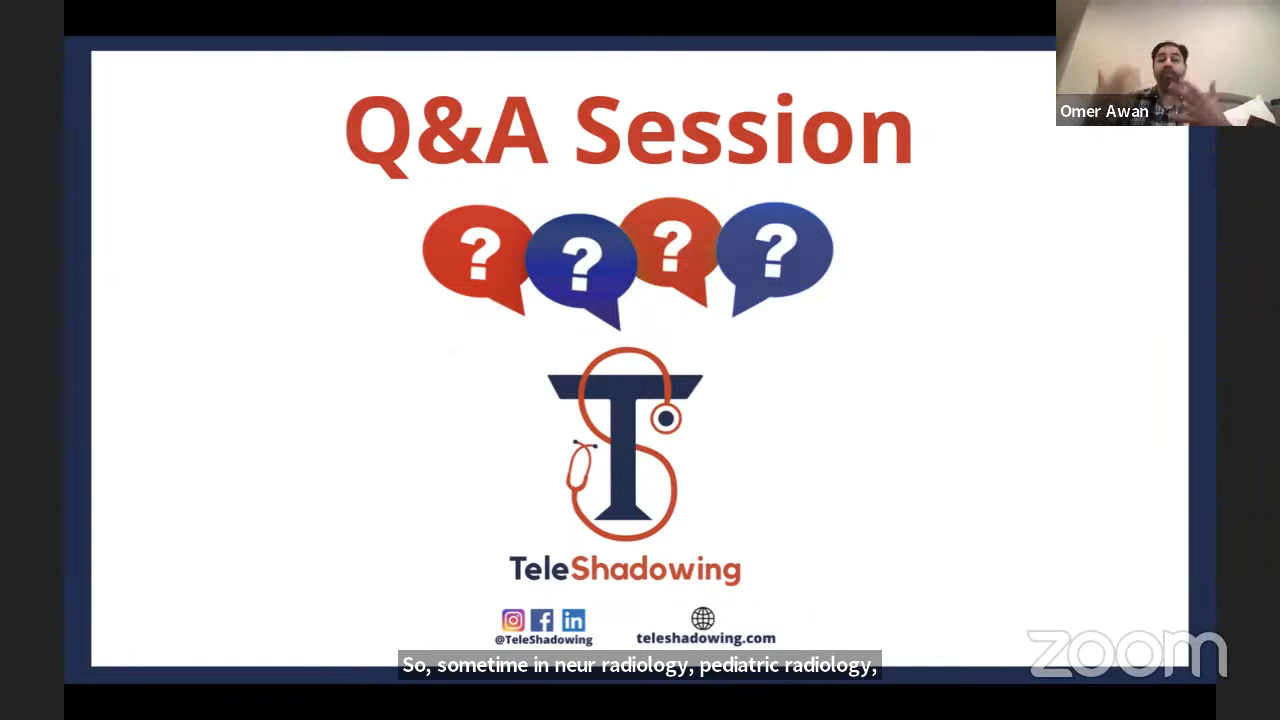 Q&A Session
? ? ? ?
Omer Awan
TeleShadowing
@TeleShadowing
teleshadowing.com
So, sometime in neur radiology, pediatric radiology,
zoom